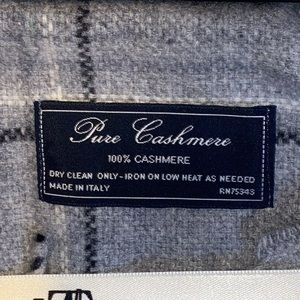 Pure Cashmere
100% CASHMERE
DRY CLEAN ONLY-IRON ON LOW HEAT AS NEEDED
MADE IN ITALY RN75343